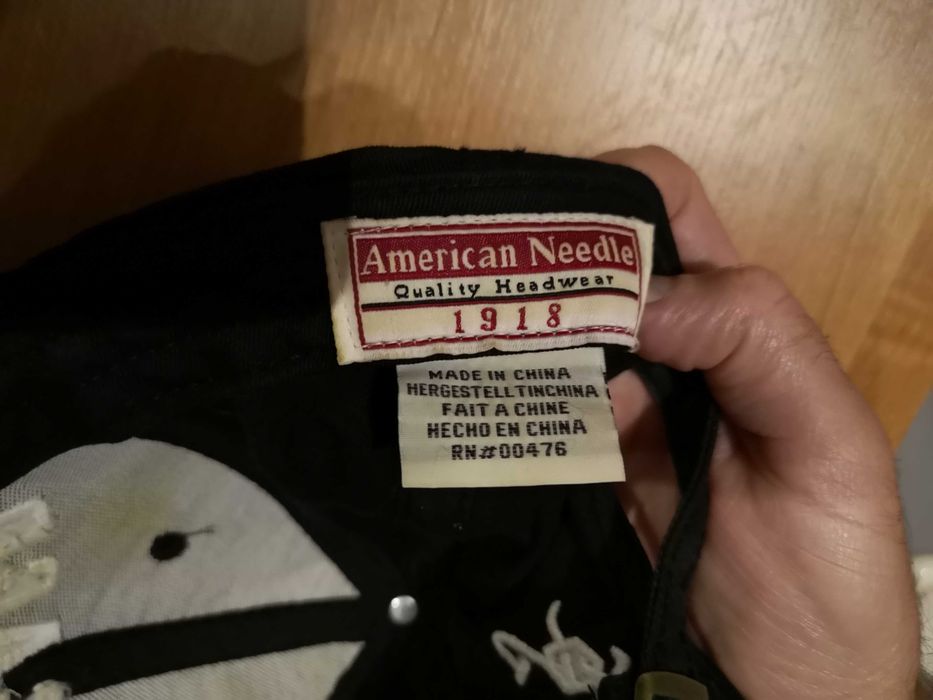 American Needle
Quality Headwear
1918
MADE IN CHINA
HERGESTELLTINCHINA
FAIT A CHINE
HECHO EN CHINA
RN#00476